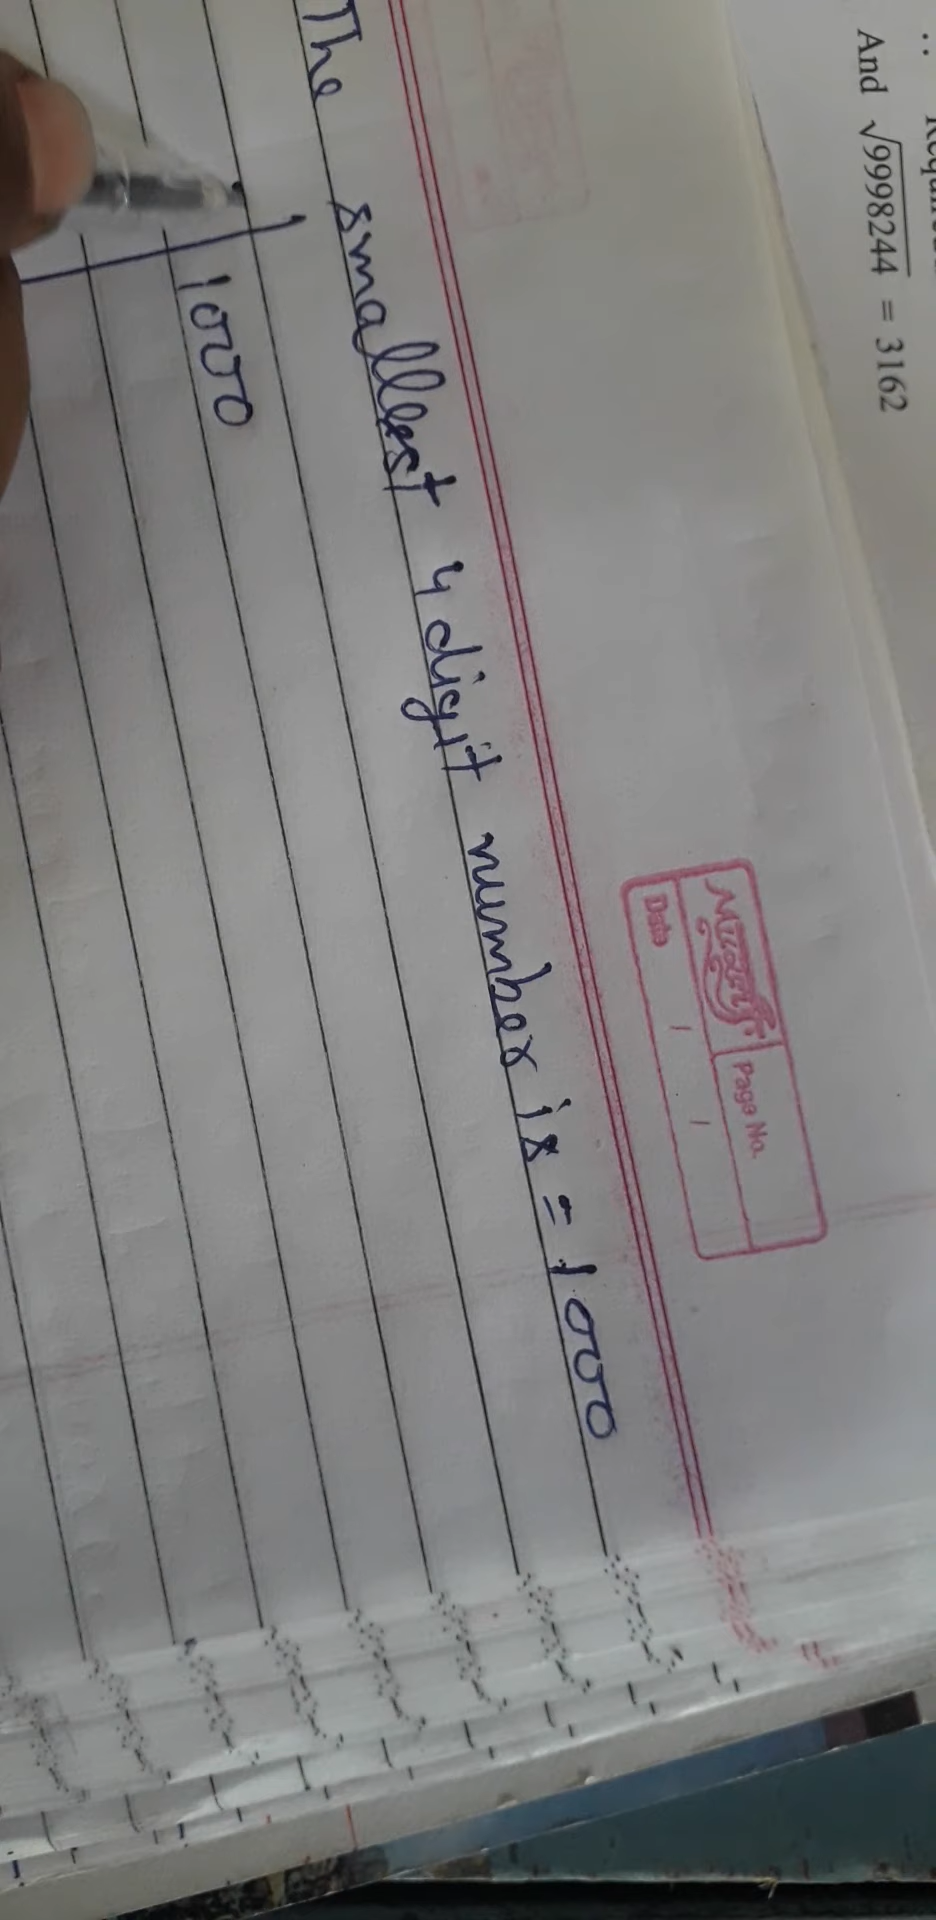 And √9998244 = 3162
Page No.
Date / /
The smallest 4 digit number is = 1000
1000